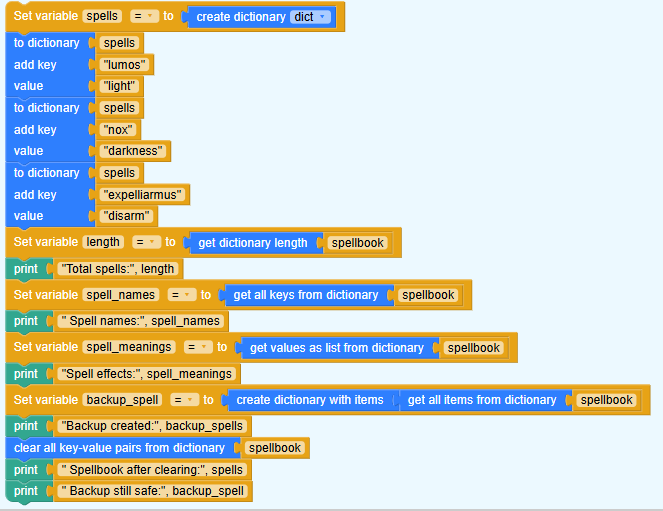 Set variable spells = to create dictionary dict
to dictionary spells
add key "lumos"
value "light"
to dictionary spells
add key "nox"
value "darkness"
to dictionary spells
add key "expelliarmus"
value "disarm"
Set variable length = to get dictionary length spellbook
print "Total spells:", length
Set variable spell_names = to get all keys from dictionary spellbook
print " Spell names:", spell_names
Set variable spell_meanings = to get values as list from dictionary spellbook
print "Spell effects:", spell_meanings
Set variable backup_spell = to create dictionary with items get all items from dictionary spellbook
print "Backup created:", backup_spells
clear all key-value pairs from dictionary spellbook
print " Spellbook after clearing:", spells
print " Backup still safe:", backup_spell